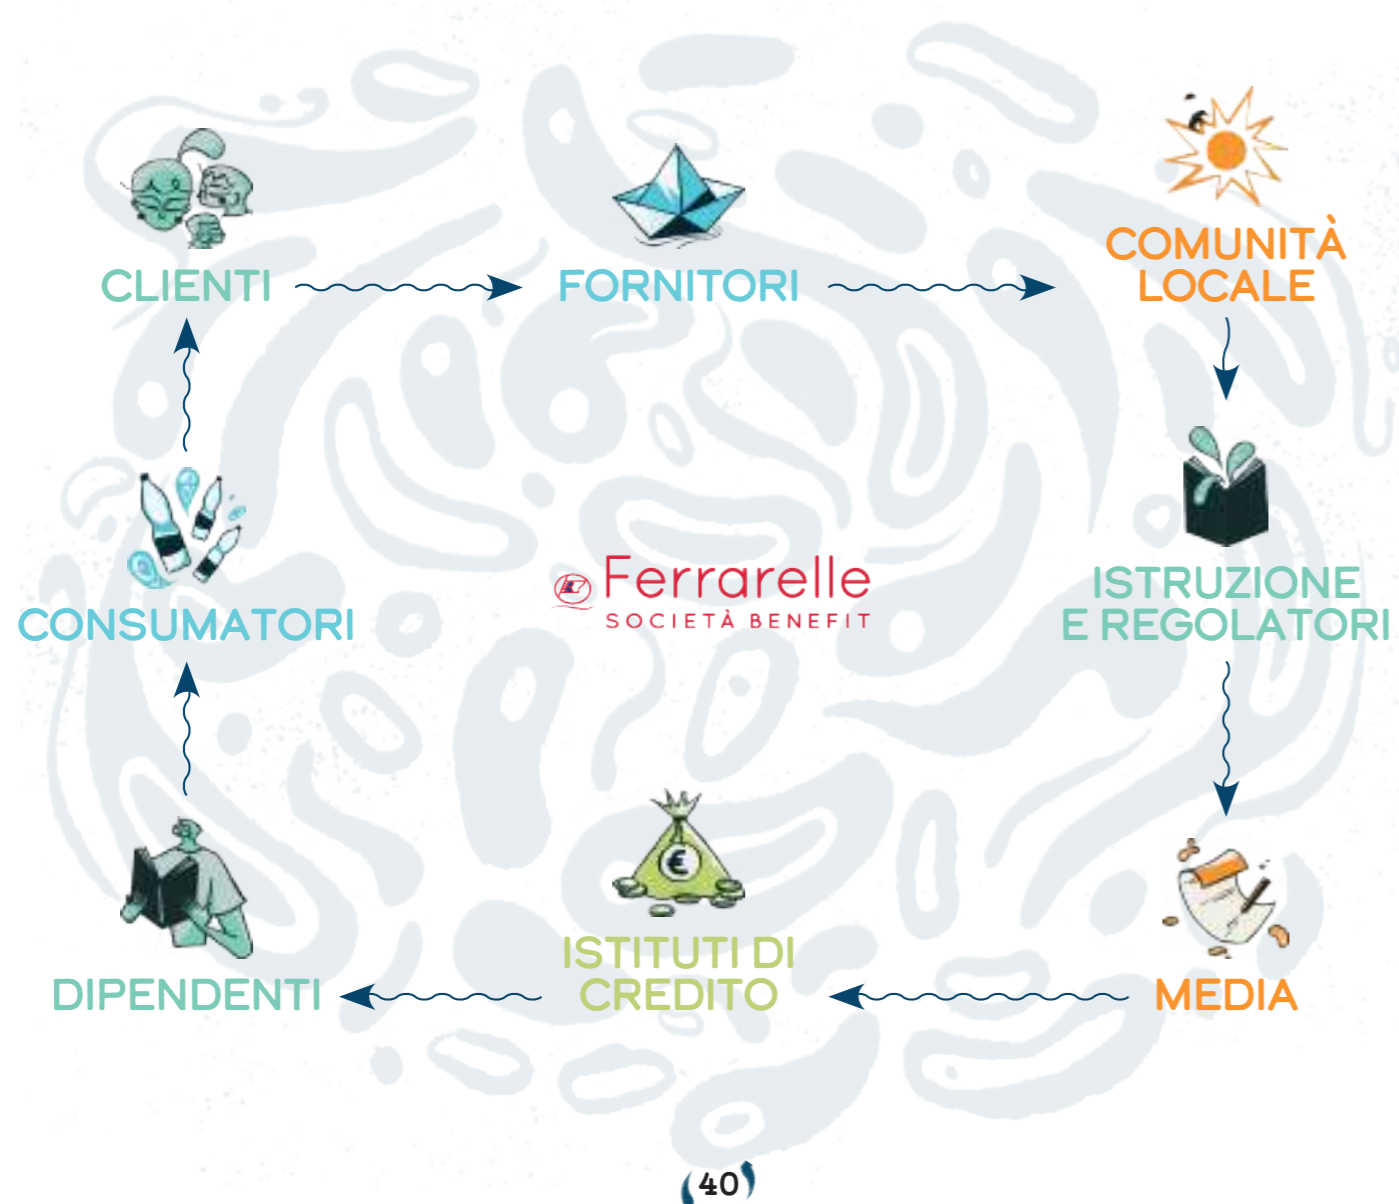 CLIENTI
FORNITORI
COMUNITÀ
LOCALE
ISTRUZIONE
E REGOLATORI
MEDIA
ISTITUTI DI
CREDITO
DIPENDENTI
CONSUMATORI
Ferrarelle
SOCIETÀ BENEFIT
€
40